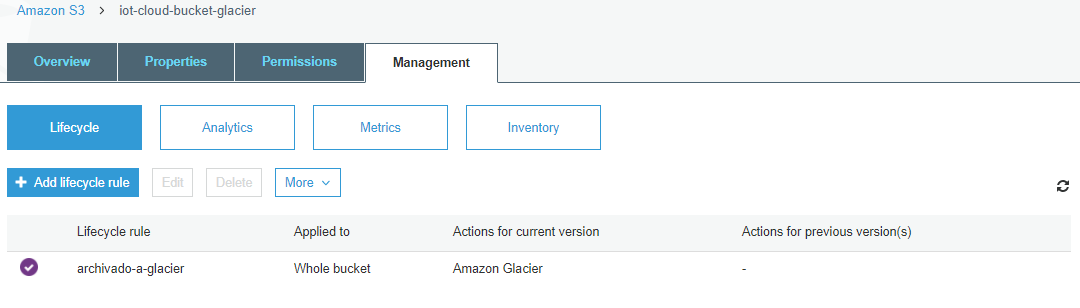 Amazon S3 > iot-cloud-bucket-glacier
Overview Properties Permissions Management
Lifecycle Analytics Metrics Inventory
+ Add lifecycle rule Edit Delete More
Lifecycle rule Applied to Actions for current version Actions for previous version(s)
archivado-a-glacier Whole bucket Amazon Glacier -